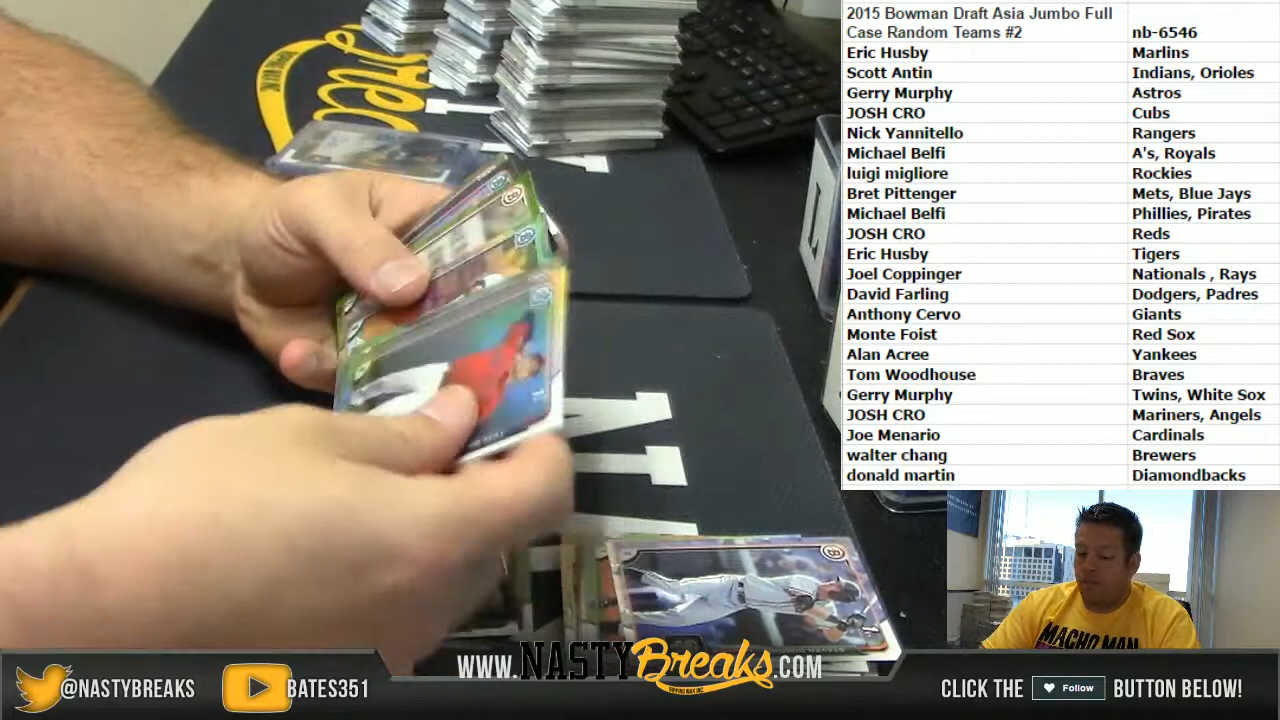 2015 Bowman Draft Asia Jumbo Full
Case Random Teams #2 nb-6546
Eric Husby Marlins
Scott Antin Indians, Orioles
Gerry Murphy Astros
JOSH CRO Cubs
Nick Yannitello Rangers
Michael Belfi A's, Royals
luigi migliore Rockies
Bret Pittenger Mets, Blue Jays
Michael Belfi Phillies, Pirates
JOSH CRO Reds
Eric Husby Tigers
Joel Coppinger Nationals , Rays
David Farling Dodgers, Padres
Anthony Cervo Giants
Monte Foist Red Sox
Alan Acree Yankees
Tom Woodhouse Braves
Gerry Murphy Twins, White Sox
JOSH CRO Mariners, Angels
Joe Menario Cardinals
walter chang Brewers
donald martin Diamondbacks
MACHO MAN
@NASTYBREAKS
BATES351
WWW.NASTYBreaks.COM
RIPPING WAX INC
CLICK THE Follow BUTTON BELOW!